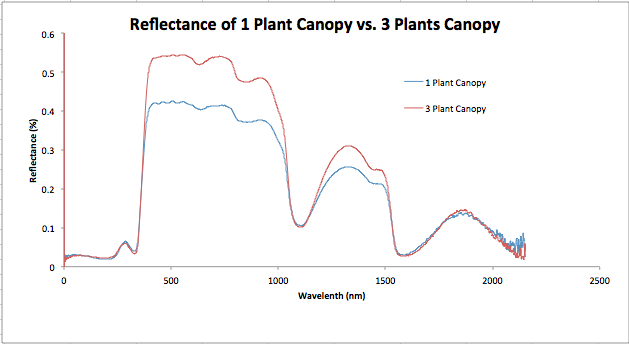 Reflectance of 1 Plant Canopy vs. 3 Plants Canopy
0.6
0.5
0.4
0.3
0.2
0.1
0
Reflectance (%)
1 Plant Canopy
3 Plant Canopy
0 500 1000 1500 2000 2500
Wavelenth (nm)